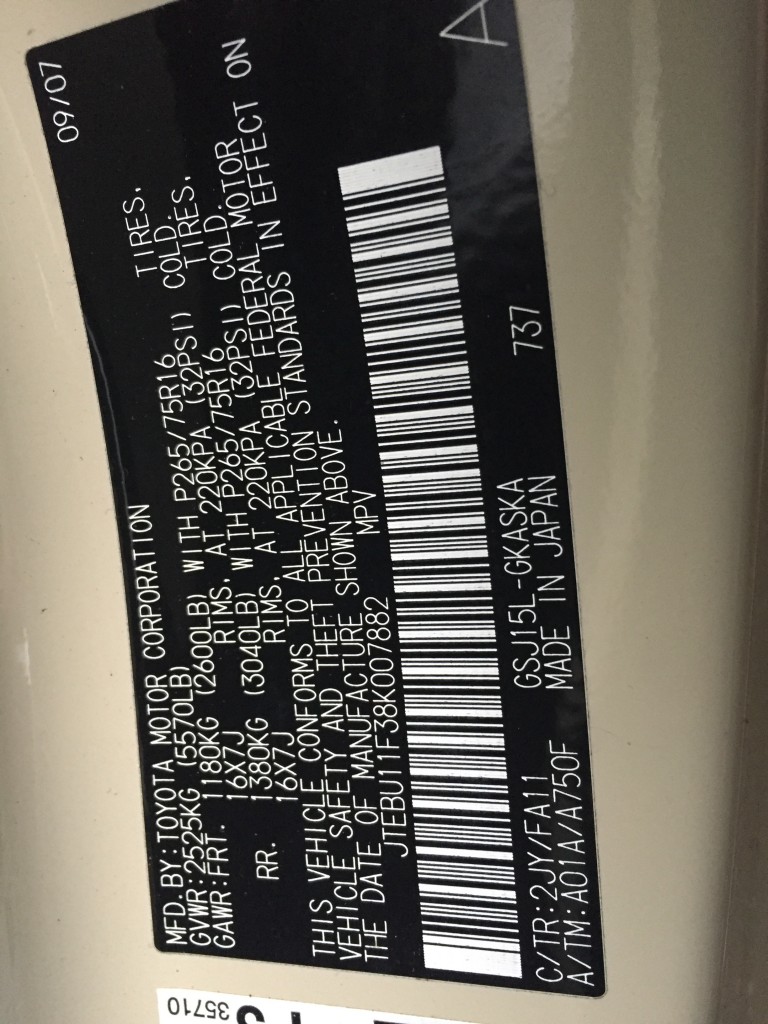 MFD. BY: TOYOTA MOTOR CORPORATION 09/07
GVWR: 2525KG (5570LB)
GAWR: FRT. 1180KG (2600LB) WITH P265/75R16 TIRES,
16X7J RIMS, AT 220KPA (32PSI) COLD.
RR. 1380KG (3040LB) WITH P265/75R16 TIRES,
16X7J RIMS, AT 220KPA (32PSI) COLD.
THIS VEHICLE CONFORMS TO ALL APPLICABLE FEDERAL MOTOR
VEHICLE SAFETY AND THEFT PREVENTION STANDARDS IN EFFECT ON
THE DATE OF MANUFACTURE SHOWN ABOVE.
JTEBU11F38K007882 MPV
A
C/TR: 2JY/FA11 GSJ15L-GKASKA 737
A/TM: A01A/A750F MADE IN JAPAN
35710